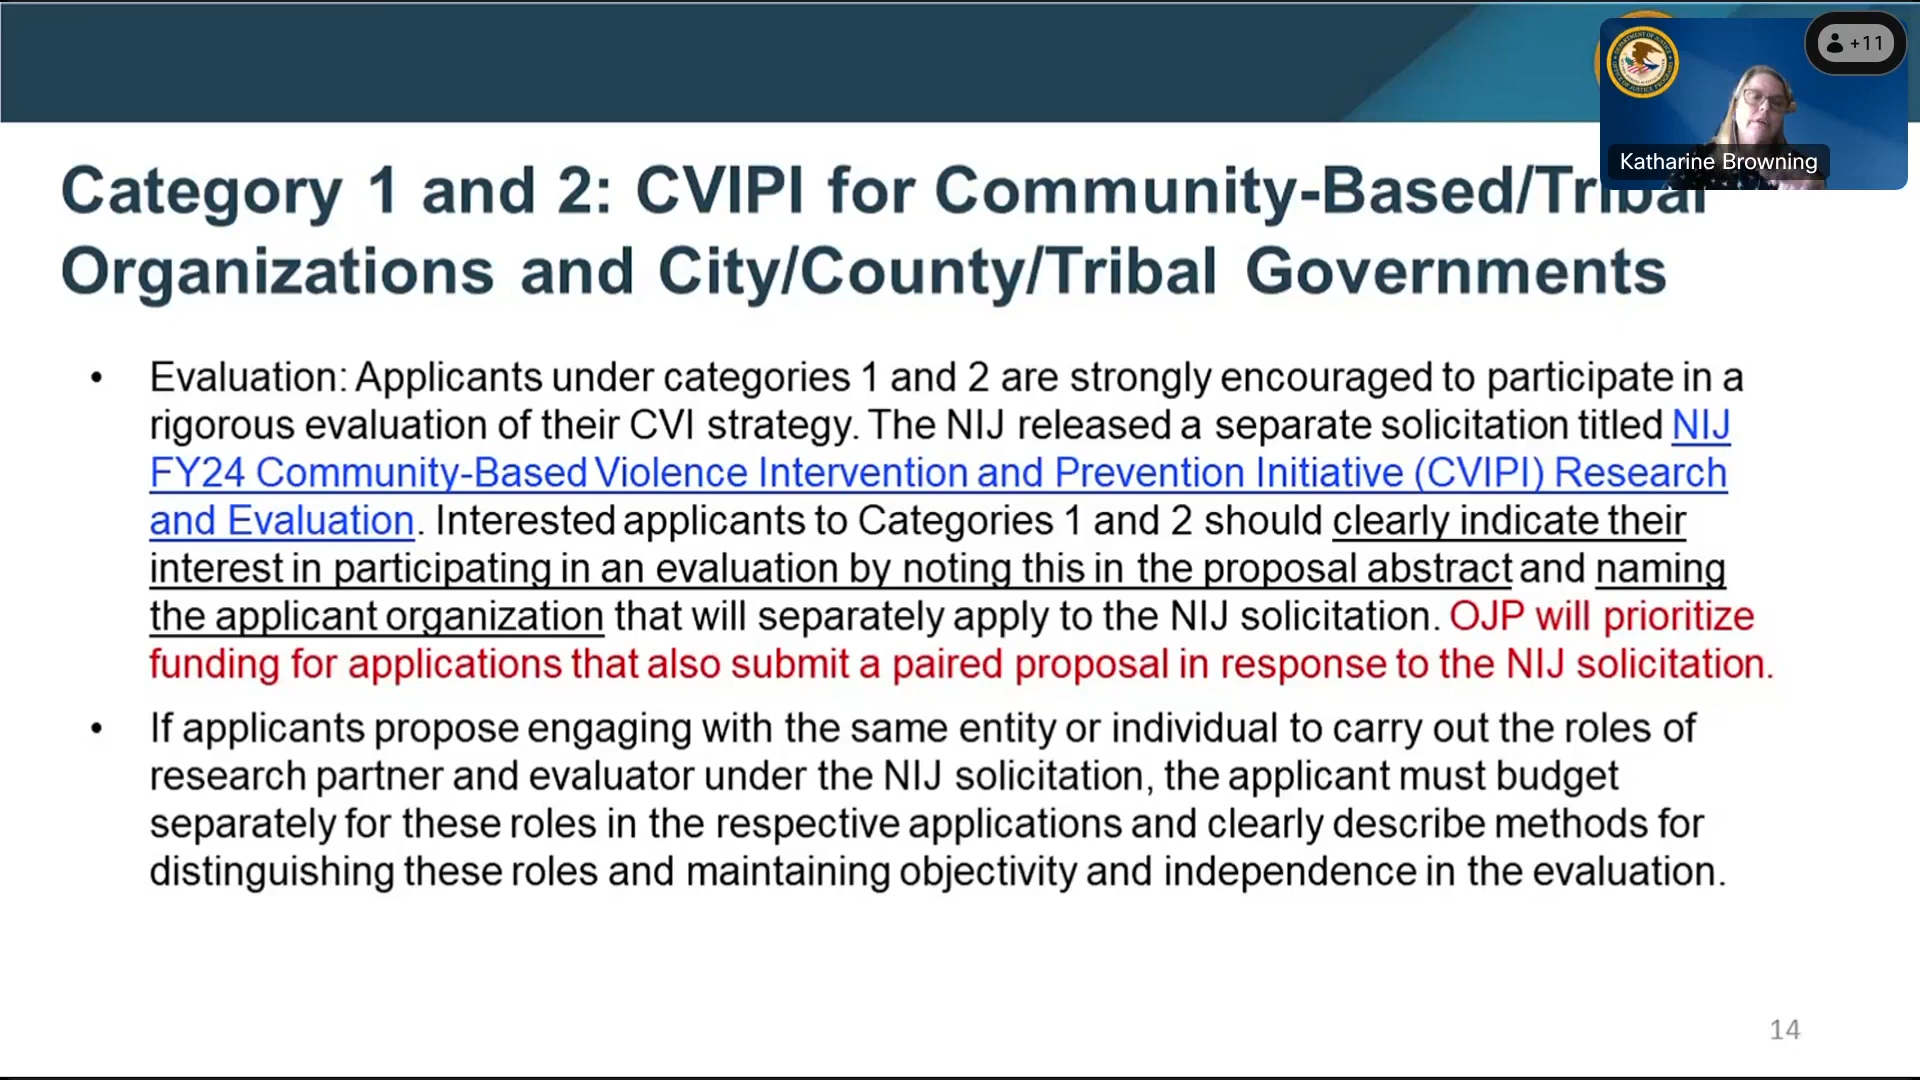 +11
Katharine Browning
Category 1 and 2: CVIPI for Community-Based/Tribal
Organizations and City/County/Tribal Governments
• Evaluation: Applicants under categories 1 and 2 are strongly encouraged to participate in a
rigorous evaluation of their CVI strategy. The NIJ released a separate solicitation titled NIJ
FY24 Community-Based Violence Intervention and Prevention Initiative (CVIPI) Research
and Evaluation. Interested applicants to Categories 1 and 2 should clearly indicate their
interest in participating in an evaluation by noting this in the proposal abstract and naming
the applicant organization that will separately apply to the NIJ solicitation. OJP will prioritize
funding for applications that also submit a paired proposal in response to the NIJ solicitation.
• If applicants propose engaging with the same entity or individual to carry out the roles of
research partner and evaluator under the NIJ solicitation, the applicant must budget
separately for these roles in the respective applications and clearly describe methods for
distinguishing these roles and maintaining objectivity and independence in the evaluation.
14